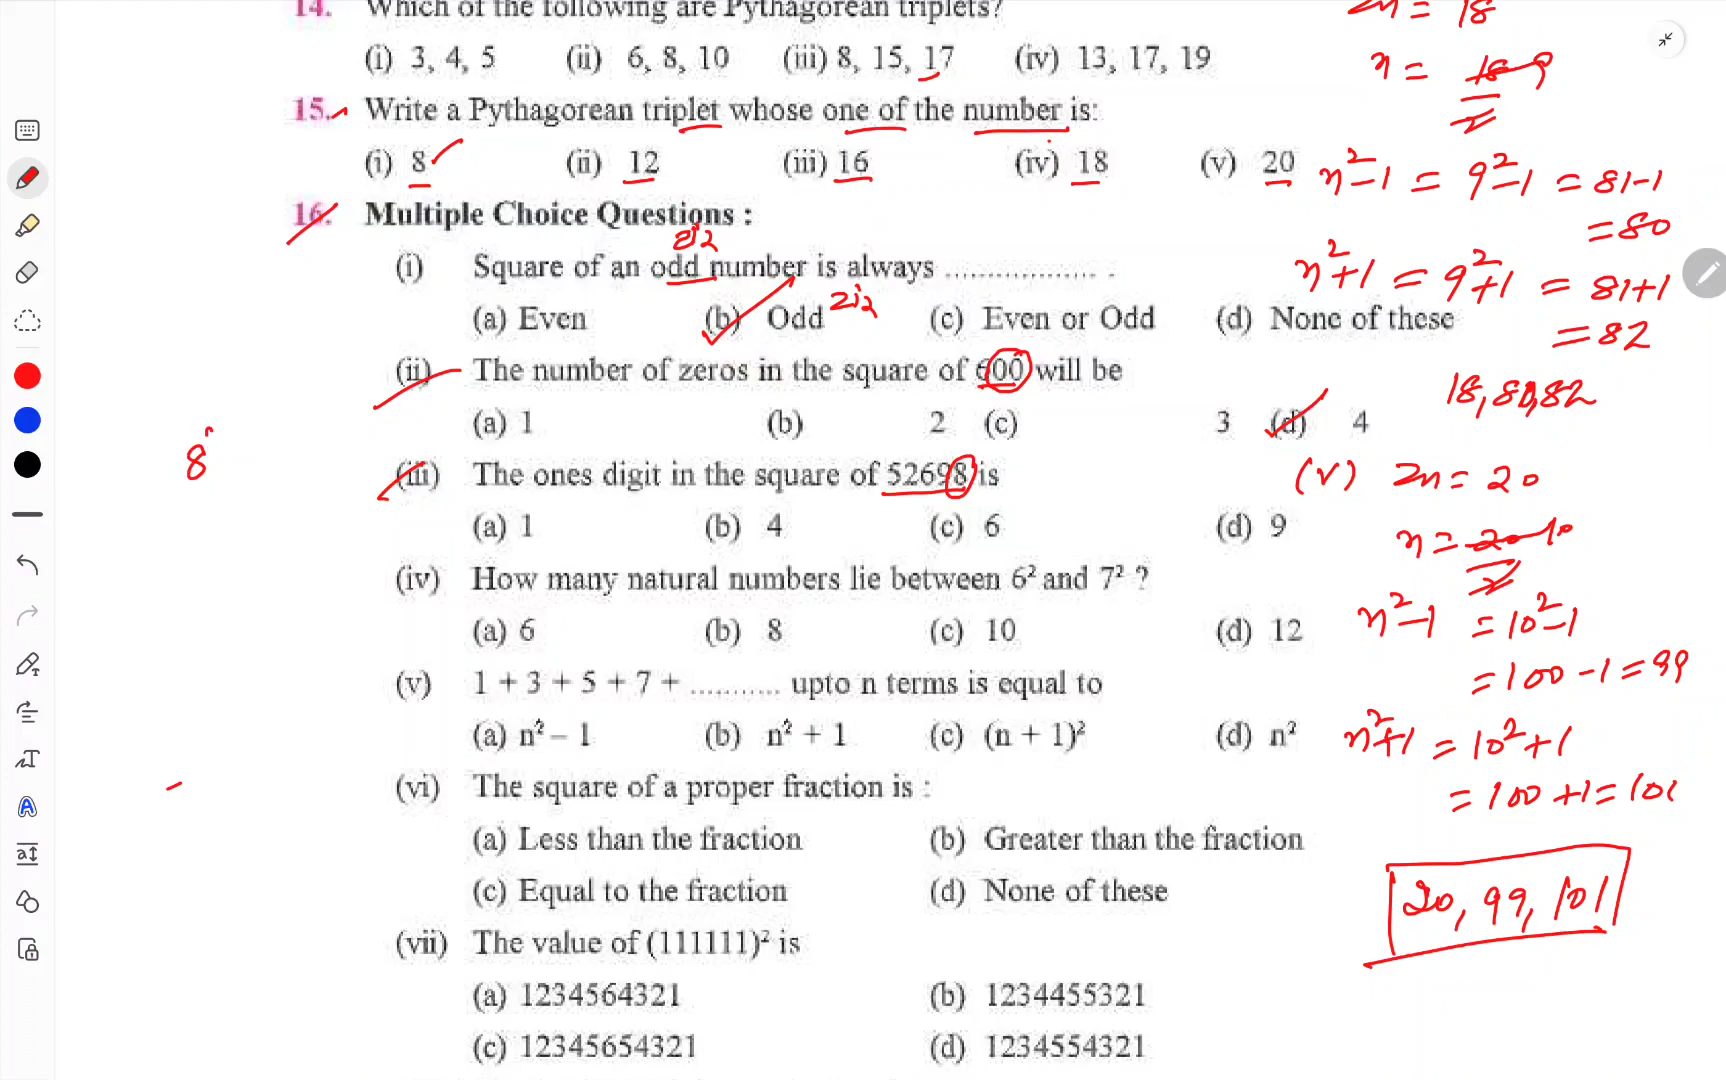 14. Which of the following are Pythagorean triplets?
(i) 3, 4, 5 (ii) 6, 8, 10 (iii) 8, 15, 17 (iv) 13, 17, 19
15. Write a Pythagorean triplet whose one of the number is:
(i) 8 (ii) 12 (iii) 16 (iv) 18 (v) 20
16. Multiple Choice Questions :
(i) Square of an odd number is always .................. .
(a) Even (b) Odd (c) Even or Odd (d) None of these
(ii) The number of zeros in the square of 600 will be
(a) 1 (b) 2 (c) 3 (d) 4
(iii) The ones digit in the square of 52698 is
(a) 1 (b) 4 (c) 6 (d) 9
(iv) How many natural numbers lie between 6² and 7² ?
(a) 6 (b) 8 (c) 10 (d) 12
(v) 1 + 3 + 5 + 7 + ........... upto n terms is equal to
(a) n² – 1 (b) n² + 1 (c) (n + 1)² (d) n²
(vi) The square of a proper fraction is :
(a) Less than the fraction (b) Greater than the fraction
(c) Equal to the fraction (d) None of these
(vii) The value of (111111)² is
(a) 1234564321 (b) 1234455321
(c) 12345654321 (d) 1234554321
8
2n = 18
n = 18 9
2
n²-1 = 9²-1 = 81-1
= 80
n²+1 = 9²+1 = 81+1
= 82
18, 80, 82
(v) 2n = 20
n = 20 10
2
n²-1 = 10²-1
= 100-1 = 99
n²+1 = 10²+1
= 100+1 = 101
20, 99, 101